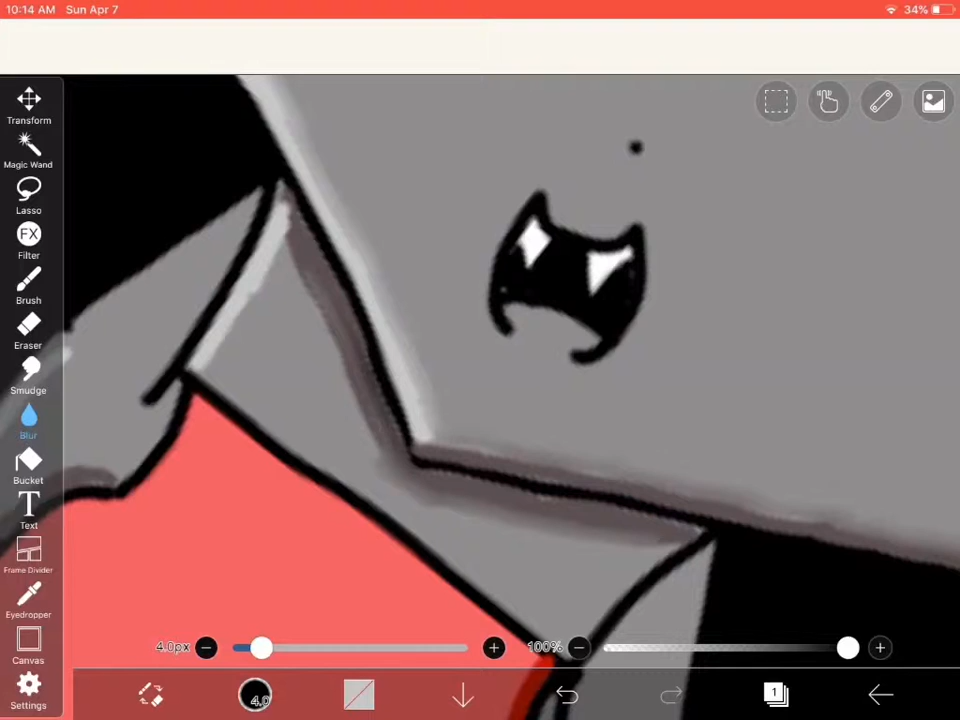 10:14 AM Sun Apr 7 34%
Transform
Magic Wand
Lasso
FX
Filter
Brush
Eraser
Smudge
Blur
Bucket
T
Text
Frame Divider
Eyedropper
Canvas
Settings
4.0px 100%
4.0 1